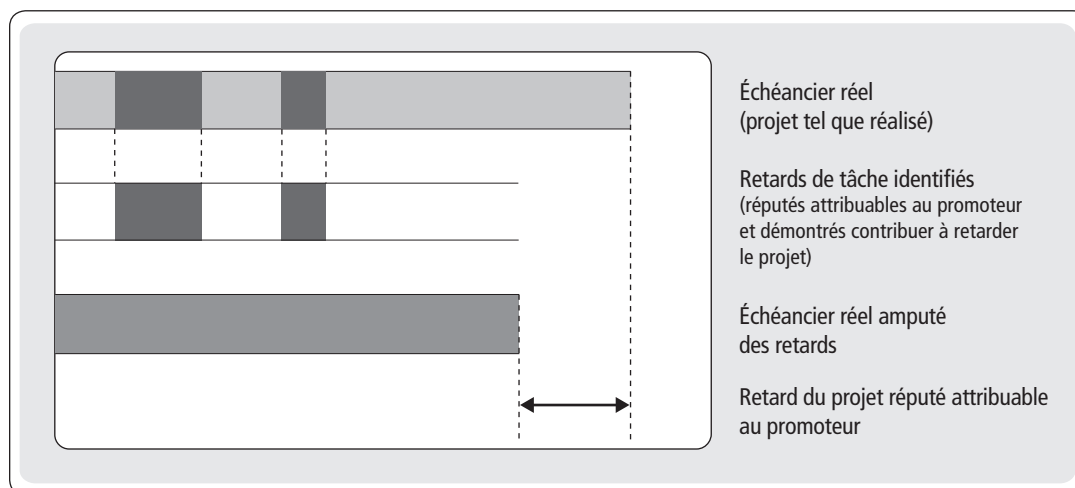 Échéancier réel
(projet tel que réalisé)
Retards de tâche identifiés
(réputés attribuables au promoteur
et démontrés contribuer à retarder
le projet)
Échéancier réel amputé
des retards
Retard du projet réputé attribuable
au promoteur